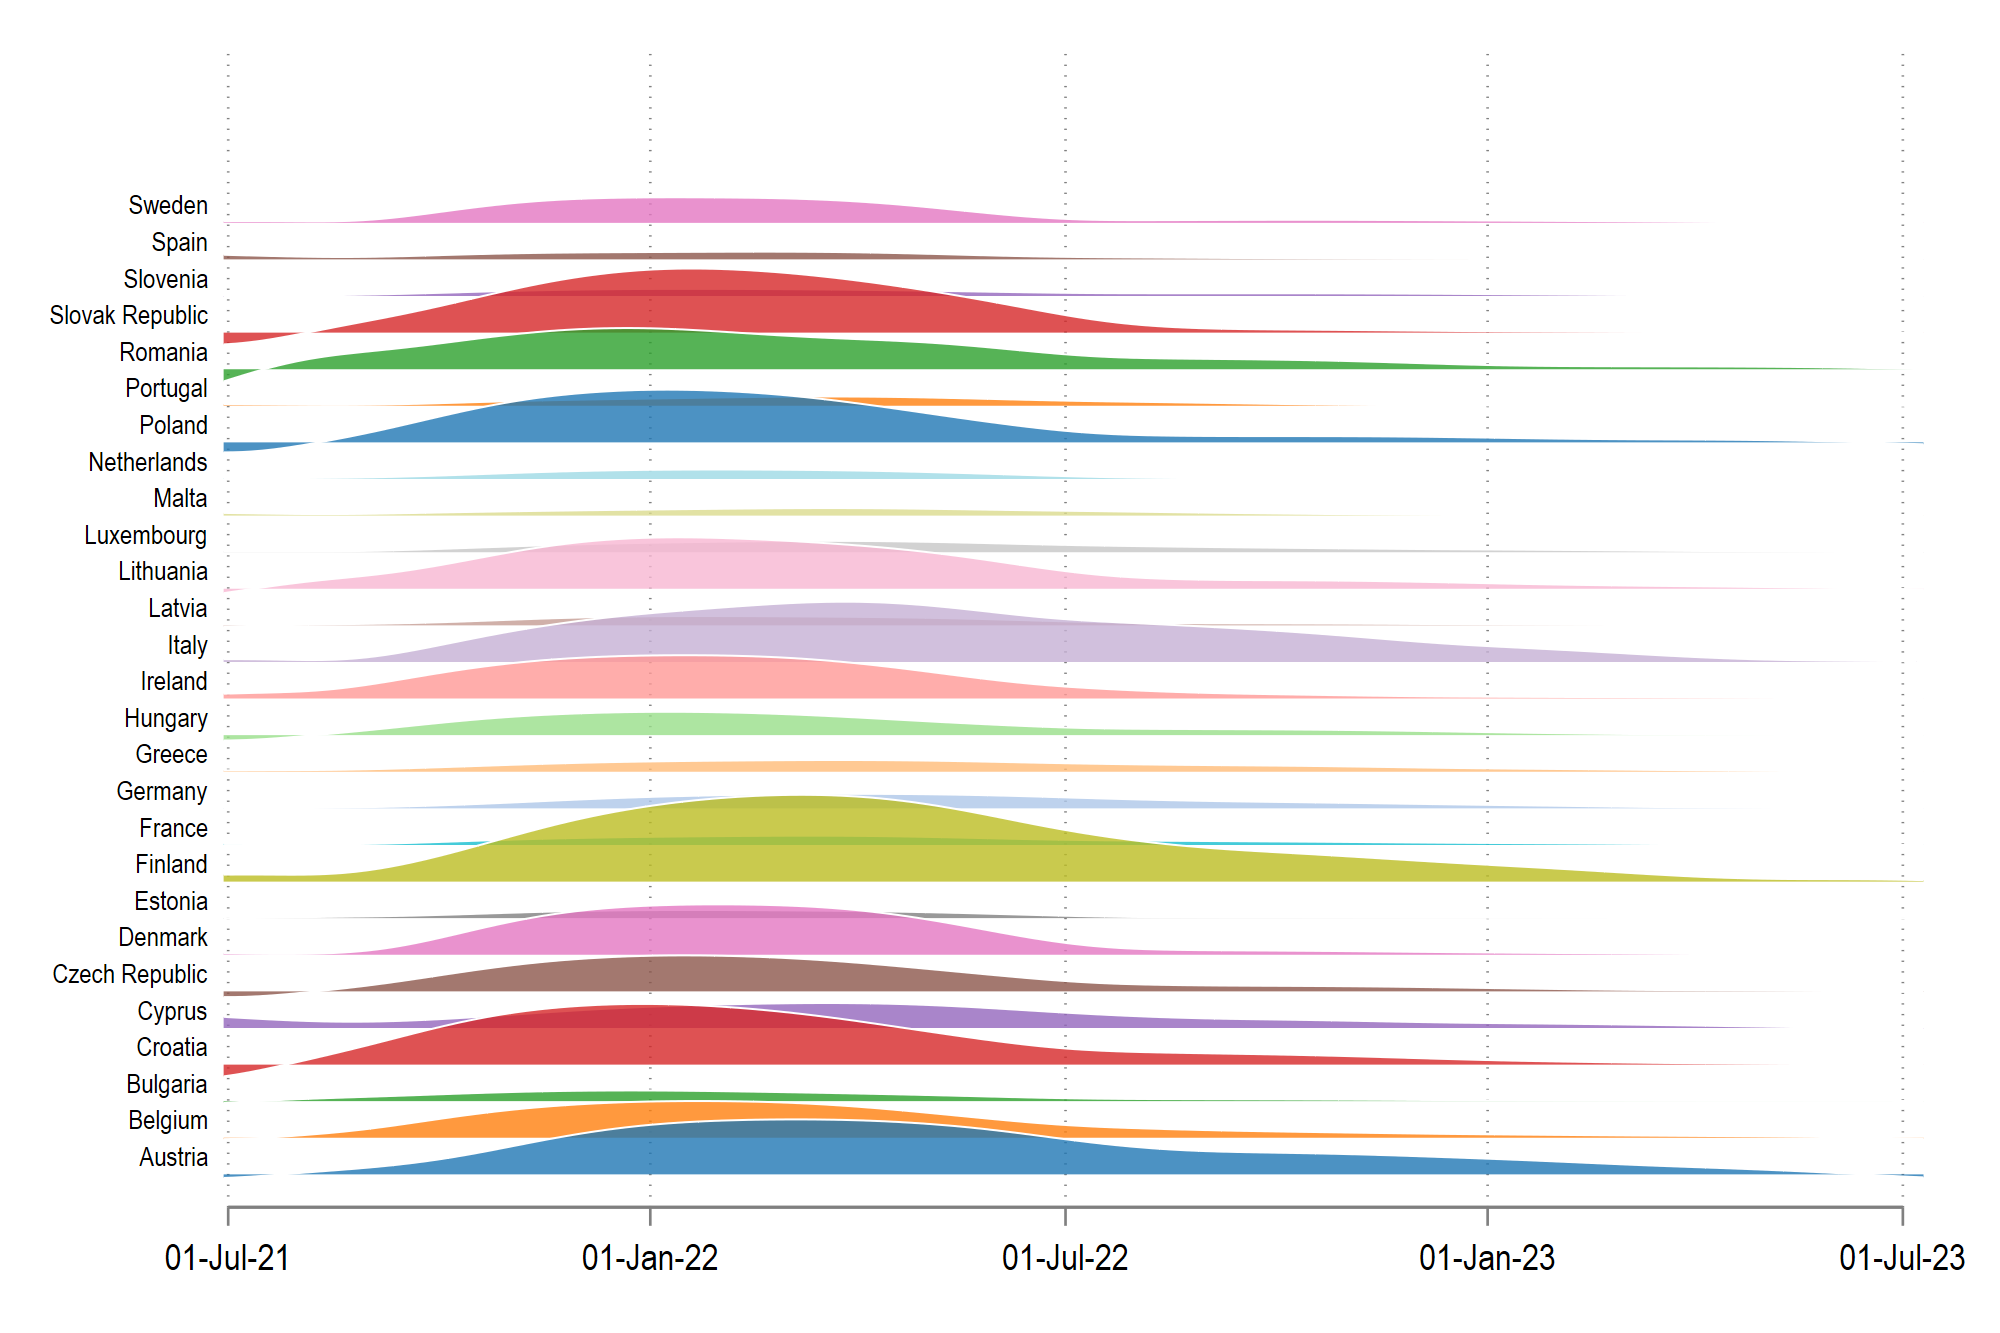 Sweden
Spain
Slovenia
Slovak Republic
Romania
Portugal
Poland
Netherlands
Malta
Luxembourg
Lithuania
Latvia
Italy
Ireland
Hungary
Greece
Germany
France
Finland
Estonia
Denmark
Czech Republic
Cyprus
Croatia
Bulgaria
Belgium
Austria
01-Jul-21 01-Jan-22 01-Jul-22 01-Jan-23 01-Jul-23